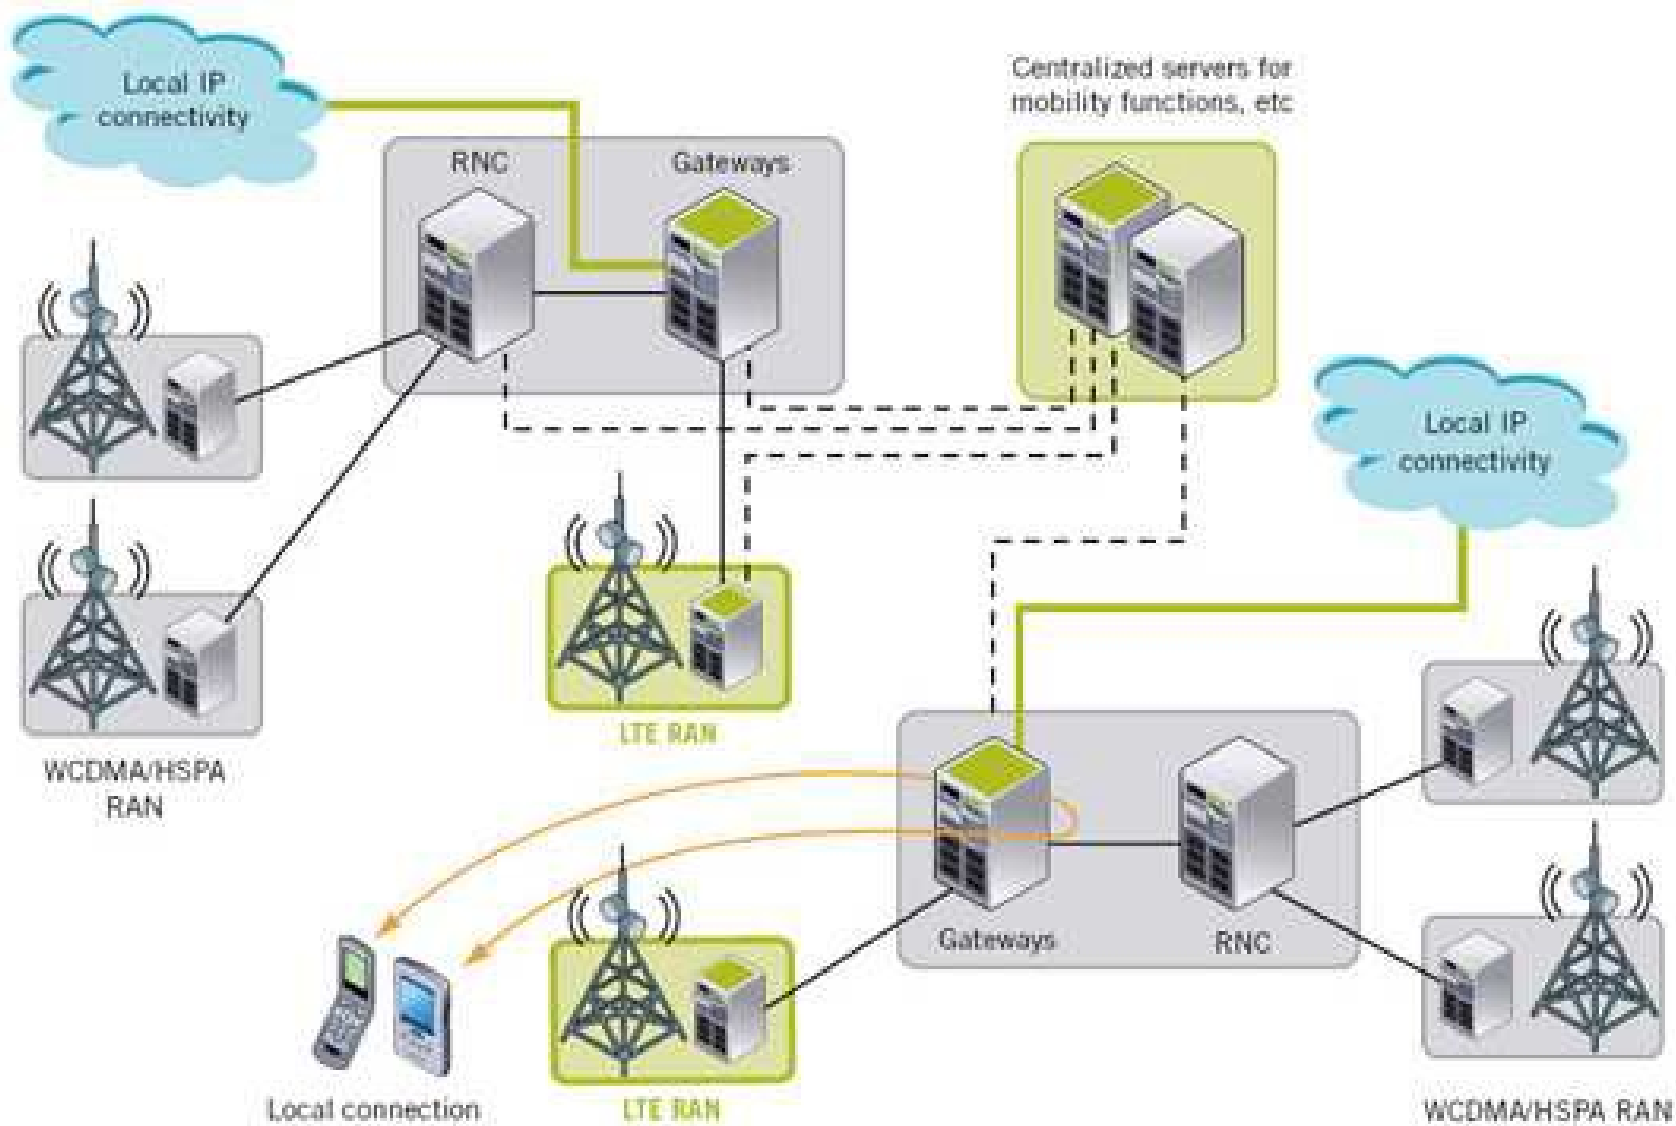 Local IP
connectivity
Centralized servers for
mobility functions, etc
RNC
Gateways
Local IP
connectivity
LTE RAN
WCDMA/HSPA
RAN
Gateways
RNC
Local connection
LTE RAN
WCDMA/HSPA RAN